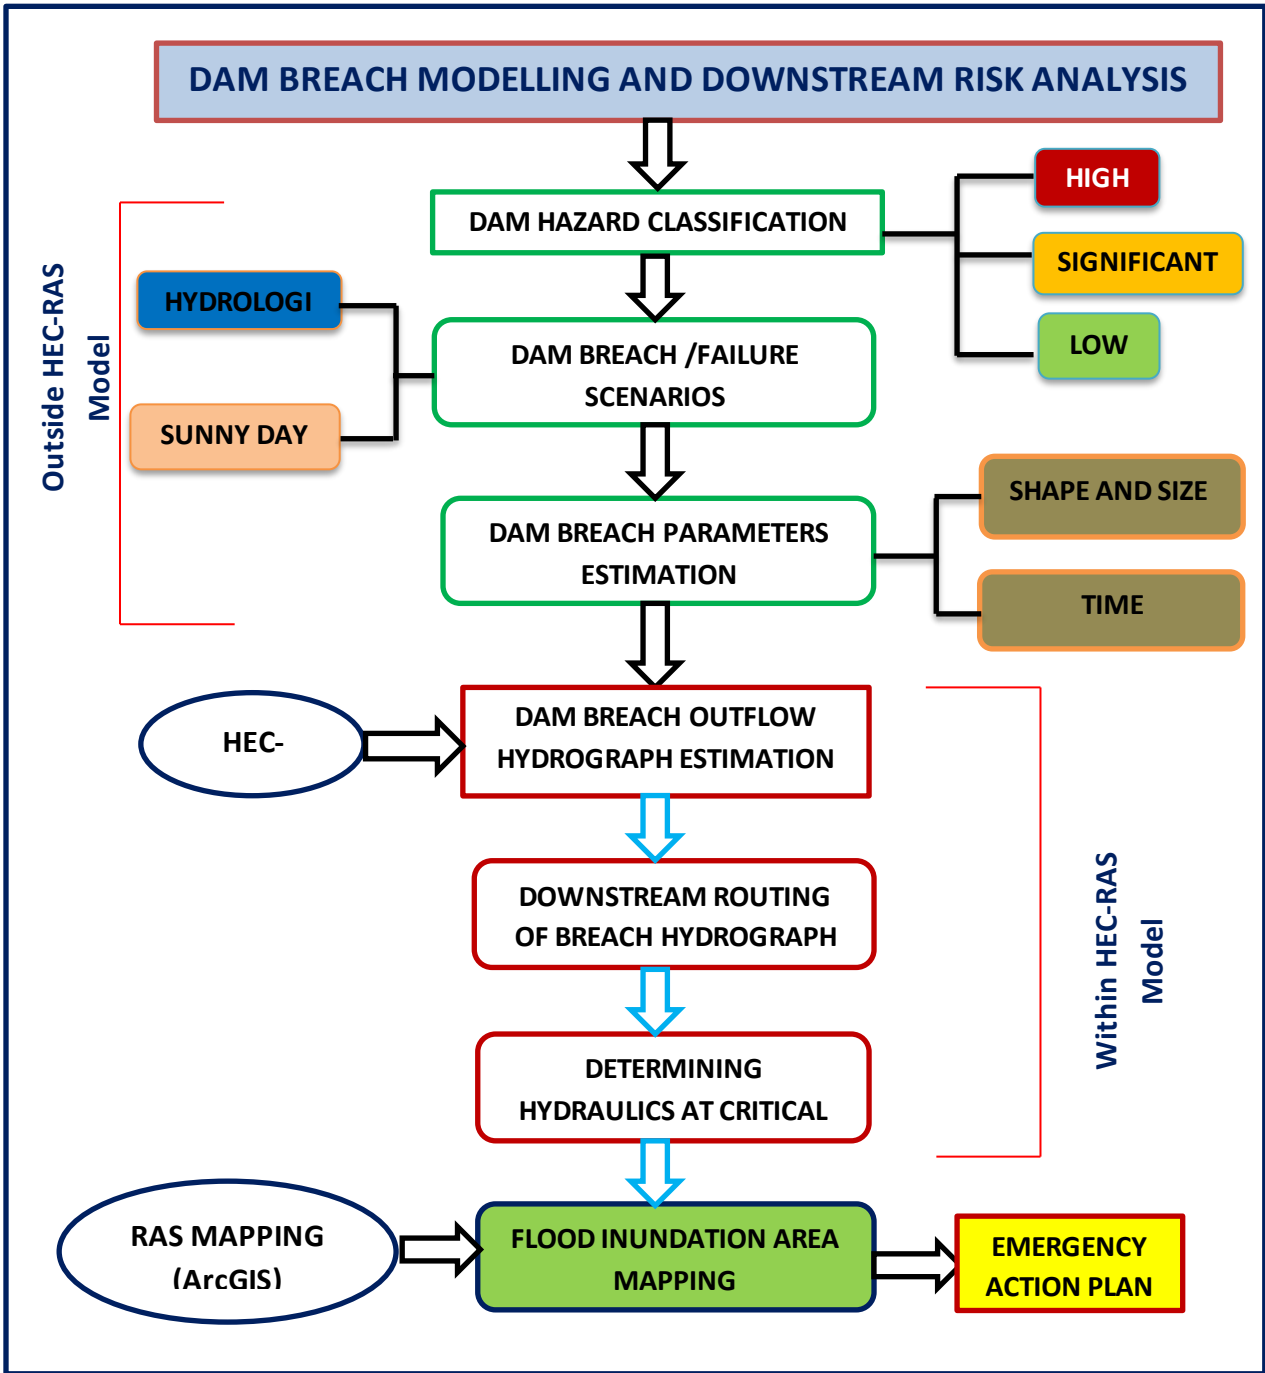 DAM BREACH MODELLING AND DOWNSTREAM RISK ANALYSIS
HIGH
DAM HAZARD CLASSIFICATION
SIGNIFICANT
LOW
Outside HEC-RAS
Model
HYDROLOGI
DAM BREACH /FAILURE
SCENARIOS
SUNNY DAY
SHAPE AND SIZE
DAM BREACH PARAMETERS
ESTIMATION
TIME
HEC-
DAM BREACH OUTFLOW
HYDROGRAPH ESTIMATION
DOWNSTREAM ROUTING
OF BREACH HYDROGRAPH
Within HEC-RAS
Model
DETERMINING
HYDRAULICS AT CRITICAL
RAS MAPPING
(ArcGIS)
FLOOD INUNDATION AREA
MAPPING
EMERGENCY
ACTION PLAN